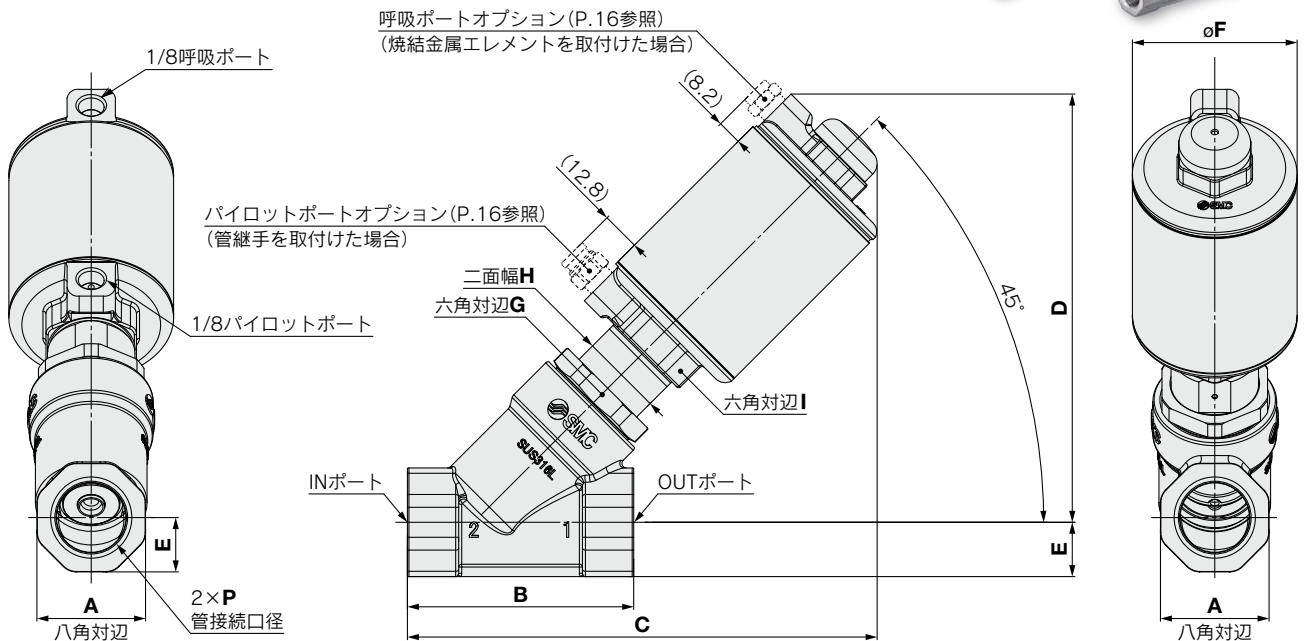 呼吸ポートオプション(P.16参照)
(焼結金属エレメントを取付けた場合)
1/8呼吸ポート
øF
(8.2)
(12.8)
パイロットポートオプション(P.16参照)
(管継手を取付けた場合)
二面幅H
六角対辺G
1/8パイロットポート
45°
D
SMC
六角対辺I
SMC
SUS316L
INポート
OUTポート
2
1
E
E
B
A
八角対辺
2×P
管接続口径
C
A
八角対辺